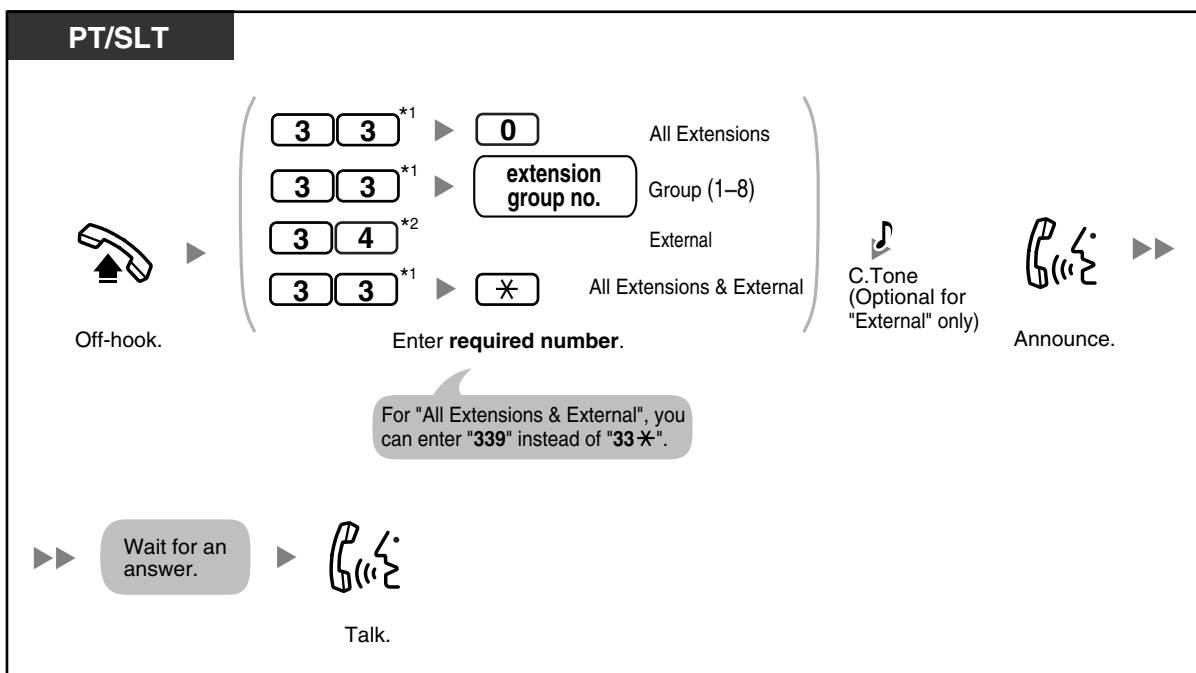 PT/SLT
3 3 *1 0 All Extensions
3 3 *1 extension group no. Group (1–8)
3 4 *2 External
3 3 *1 * All Extensions & External
Off-hook.
Enter required number.
C.Tone
(Optional for
"External" only)
Announce.
For "All Extensions & External", you
can enter "339" instead of "33*".
Wait for an
answer.
Talk.